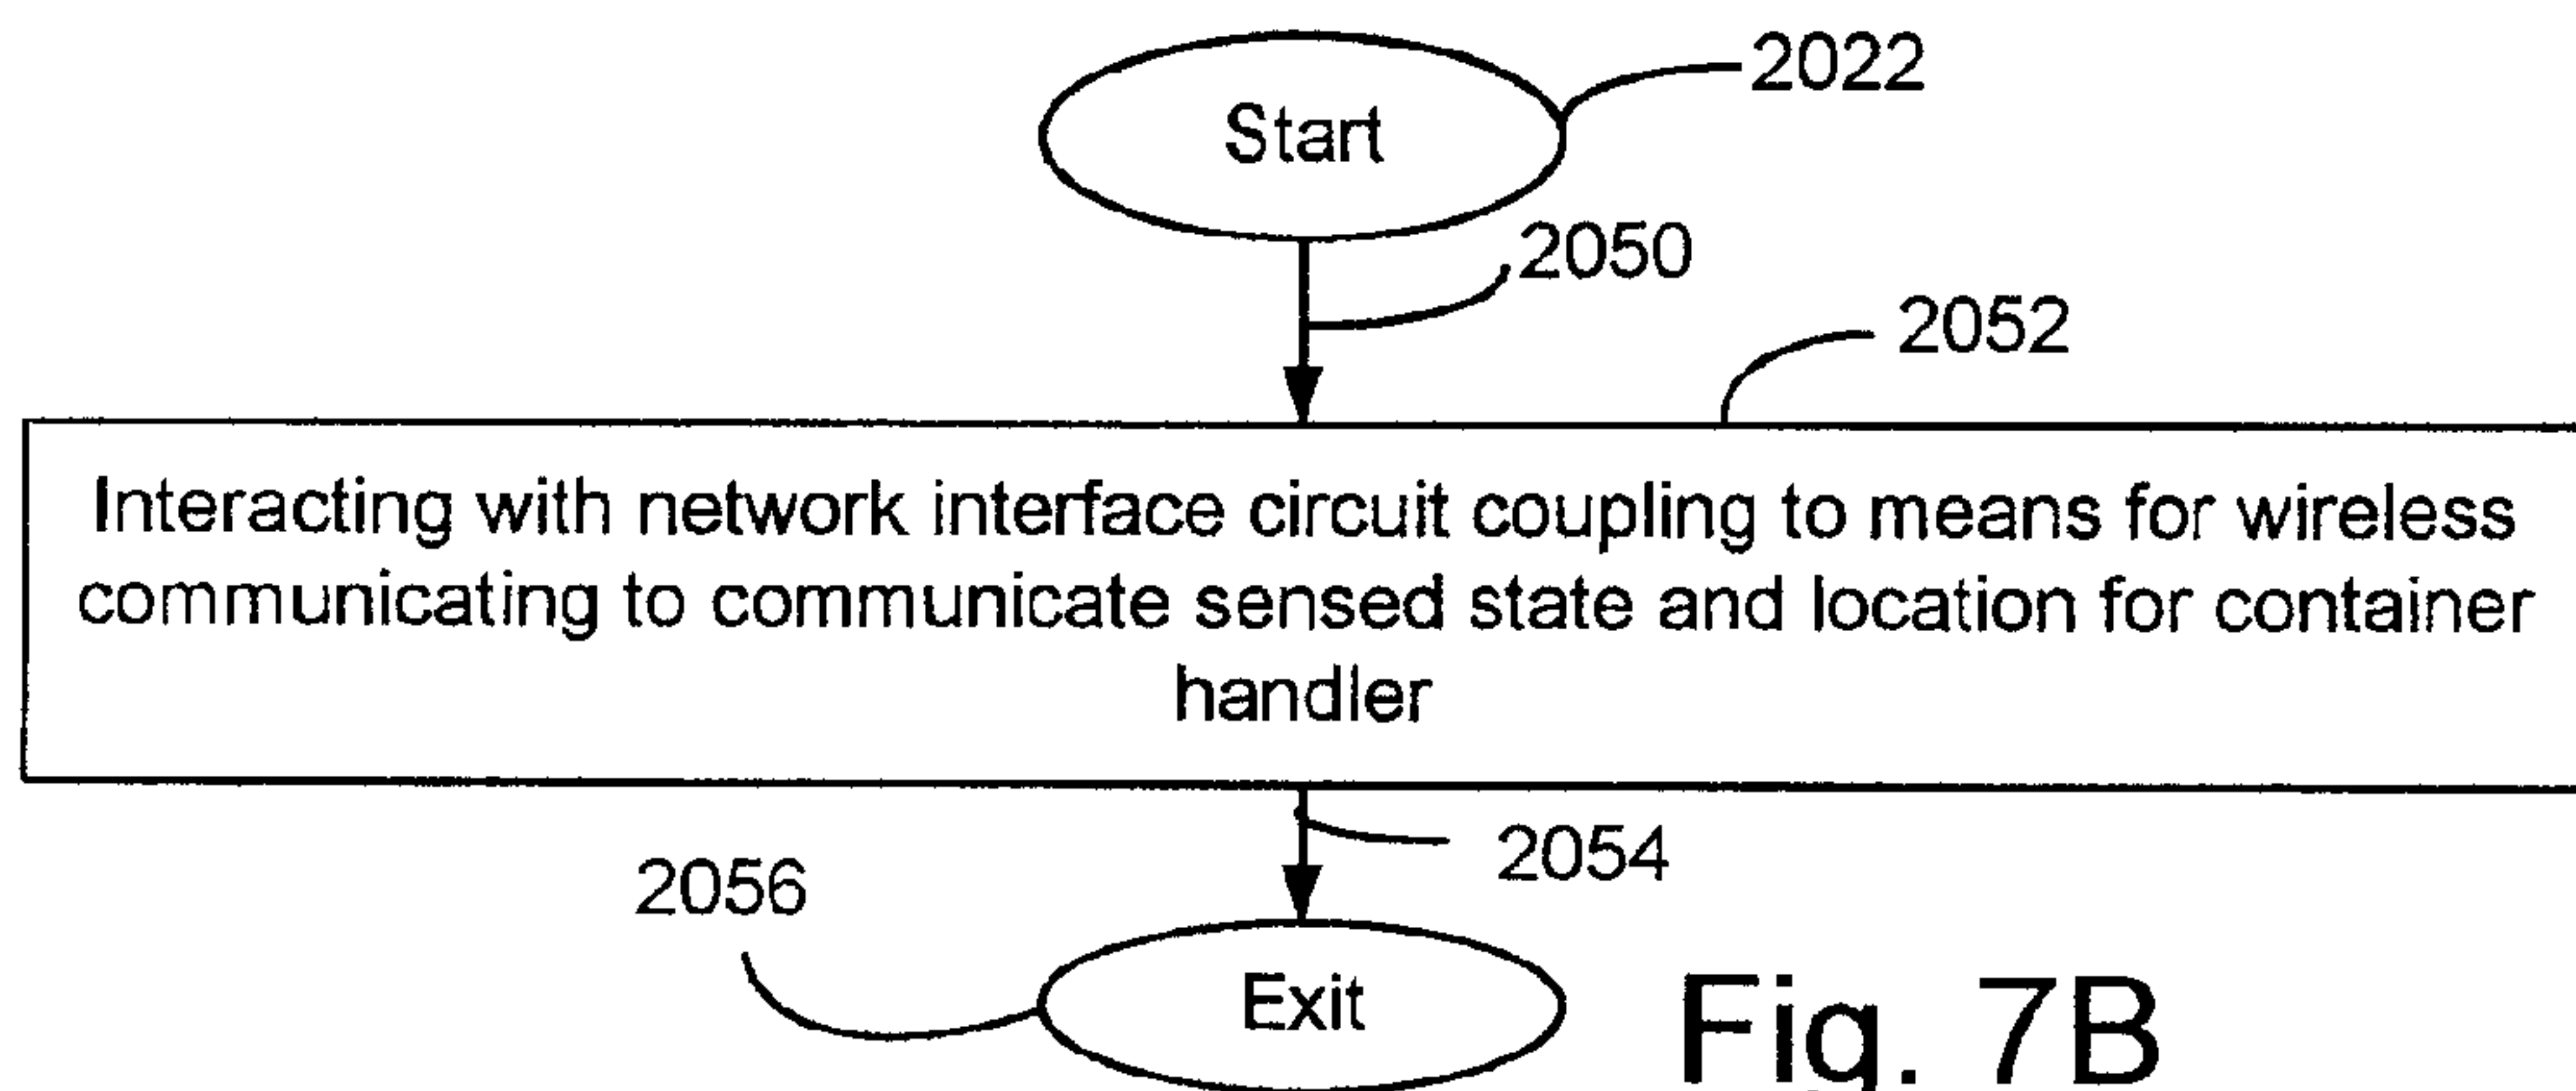 Start
2022
2050
2052
Interacting with network interface circuit coupling to means for wireless
communicating to communicate sensed state and location for container
handler
2054
2056
Exit
Fig. 7B